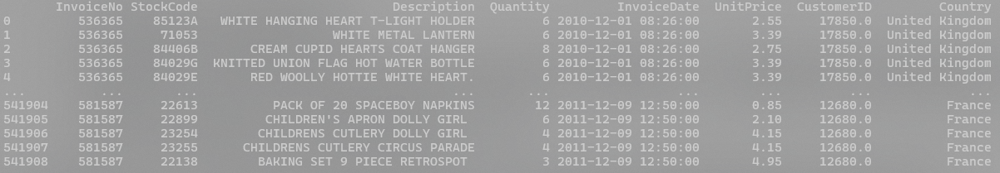 InvoiceNo StockCode Description Quantity InvoiceDate UnitPrice CustomerID Country
0 536365 85123A WHITE HANGING HEART T-LIGHT HOLDER 6 2010-12-01 08:26:00 2.55 17850.0 United Kingdom
1 536365 71053 WHITE METAL LANTERN 6 2010-12-01 08:26:00 3.39 17850.0 United Kingdom
2 536365 84406B CREAM CUPID HEARTS COAT HANGER 8 2010-12-01 08:26:00 2.75 17850.0 United Kingdom
3 536365 84029G KNITTED UNION FLAG HOT WATER BOTTLE 6 2010-12-01 08:26:00 3.39 17850.0 United Kingdom
4 536365 84029E RED WOOLLY HOTTIE WHITE HEART. 6 2010-12-01 08:26:00 3.39 17850.0 United Kingdom
... ... ... ... ... ... ... ... ...
541904 581587 22613 PACK OF 20 SPACEBOY NAPKINS 12 2011-12-09 12:50:00 0.85 12680.0 France
541905 581587 22899 CHILDREN'S APRON DOLLY GIRL 6 2011-12-09 12:50:00 2.10 12680.0 France
541906 581587 23254 CHILDRENS CUTLERY DOLLY GIRL 4 2011-12-09 12:50:00 4.15 12680.0 France
541907 581587 23255 CHILDRENS CUTLERY CIRCUS PARADE 4 2011-12-09 12:50:00 4.15 12680.0 France
541908 581587 22138 BAKING SET 9 PIECE RETROSPOT 3 2011-12-09 12:50:00 4.95 12680.0 France